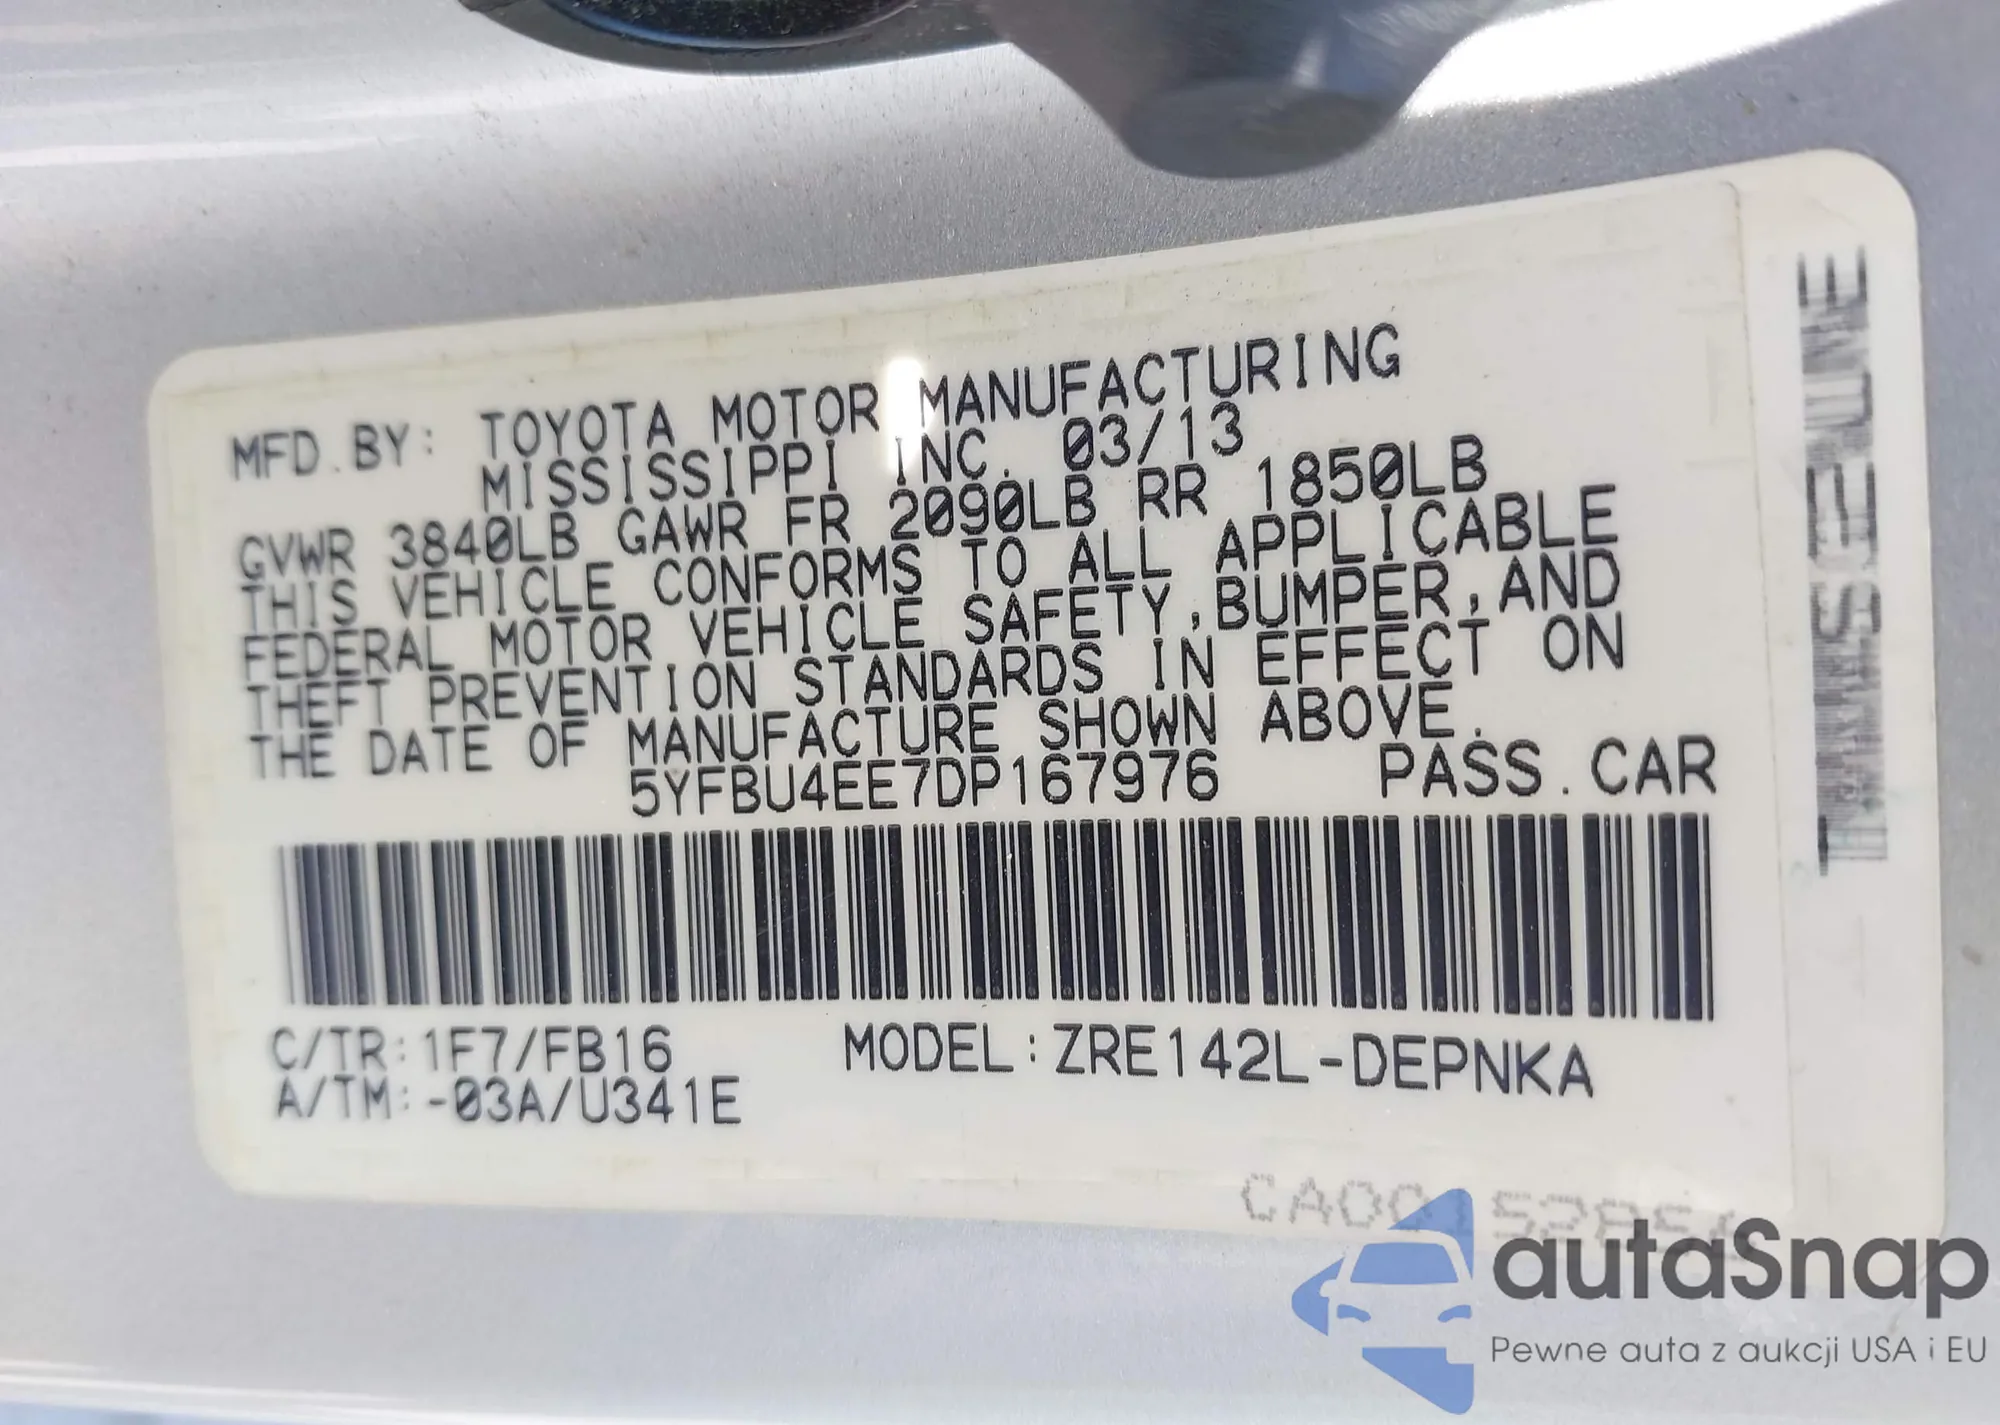 MFD.BY: TOYOTA MOTOR MANUFACTURING
MISSISSIPPI INC. 03/13
GVWR 3840LB GAWR FR 2090LB RR 1850LB
THIS VEHICLE CONFORMS TO ALL APPLICABLE
FEDERAL MOTOR VEHICLE SAFETY,BUMPER,AND
THEFT PREVENTION STANDARDS IN EFFECT ON
THE DATE OF MANUFACTURE SHOWN ABOVE.
5YFBU4EE7DP167976 PASS.CAR
C/TR:1F7/FB16 MODEL:ZRE142L-DEPNKA
A/TM:-03A/U341E
autaSnap
Pewne auta z aukcji USA i EU